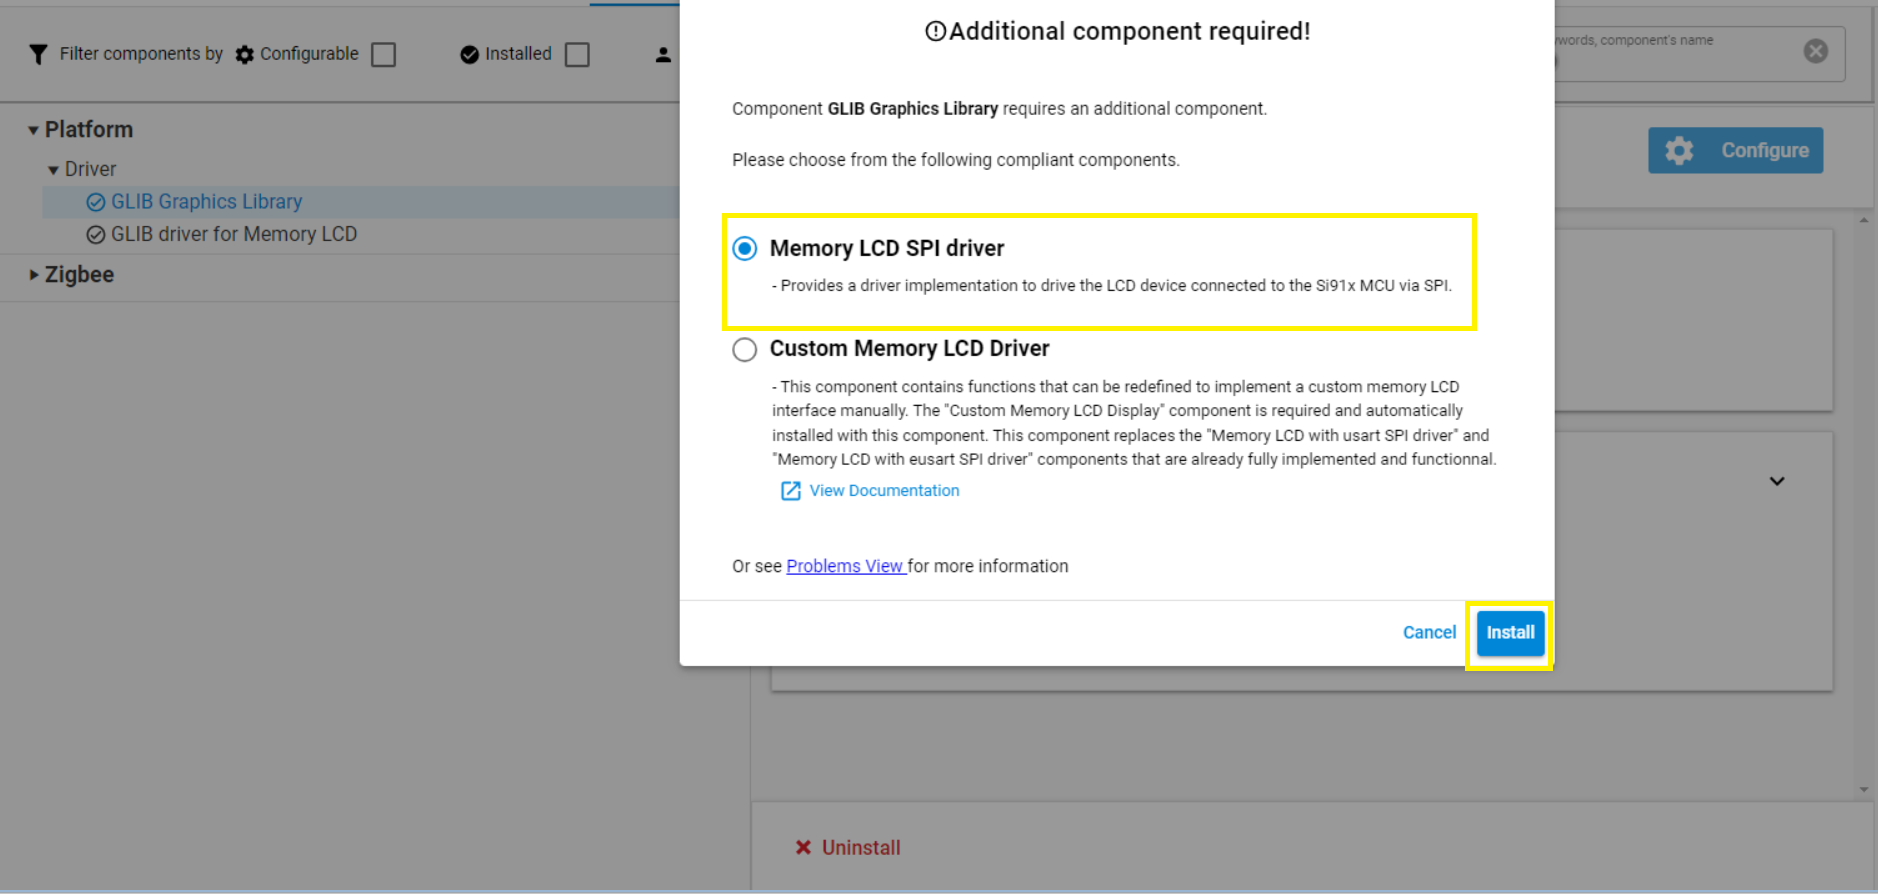 Additional component required!
Filter components by Configurable Installed
words, component's name
Component GLIB Graphics Library requires an additional component.
Please choose from the following compliant components.
Platform
Driver
GLIB Graphics Library
GLIB driver for Memory LCD
Zigbee
Configure
Memory LCD SPI driver
- Provides a driver implementation to drive the LCD device connected to the Si91x MCU via SPI.
Custom Memory LCD Driver
- This component contains functions that can be redefined to implement a custom memory LCD
interface manually. The "Custom Memory LCD Display" component is required and automatically
installed with this component. This component replaces the "Memory LCD with usart SPI driver" and
"Memory LCD with eusart SPI driver" components that are already fully implemented and functionnal.
View Documentation
Or see Problems View for more information
Cancel Install
Uninstall